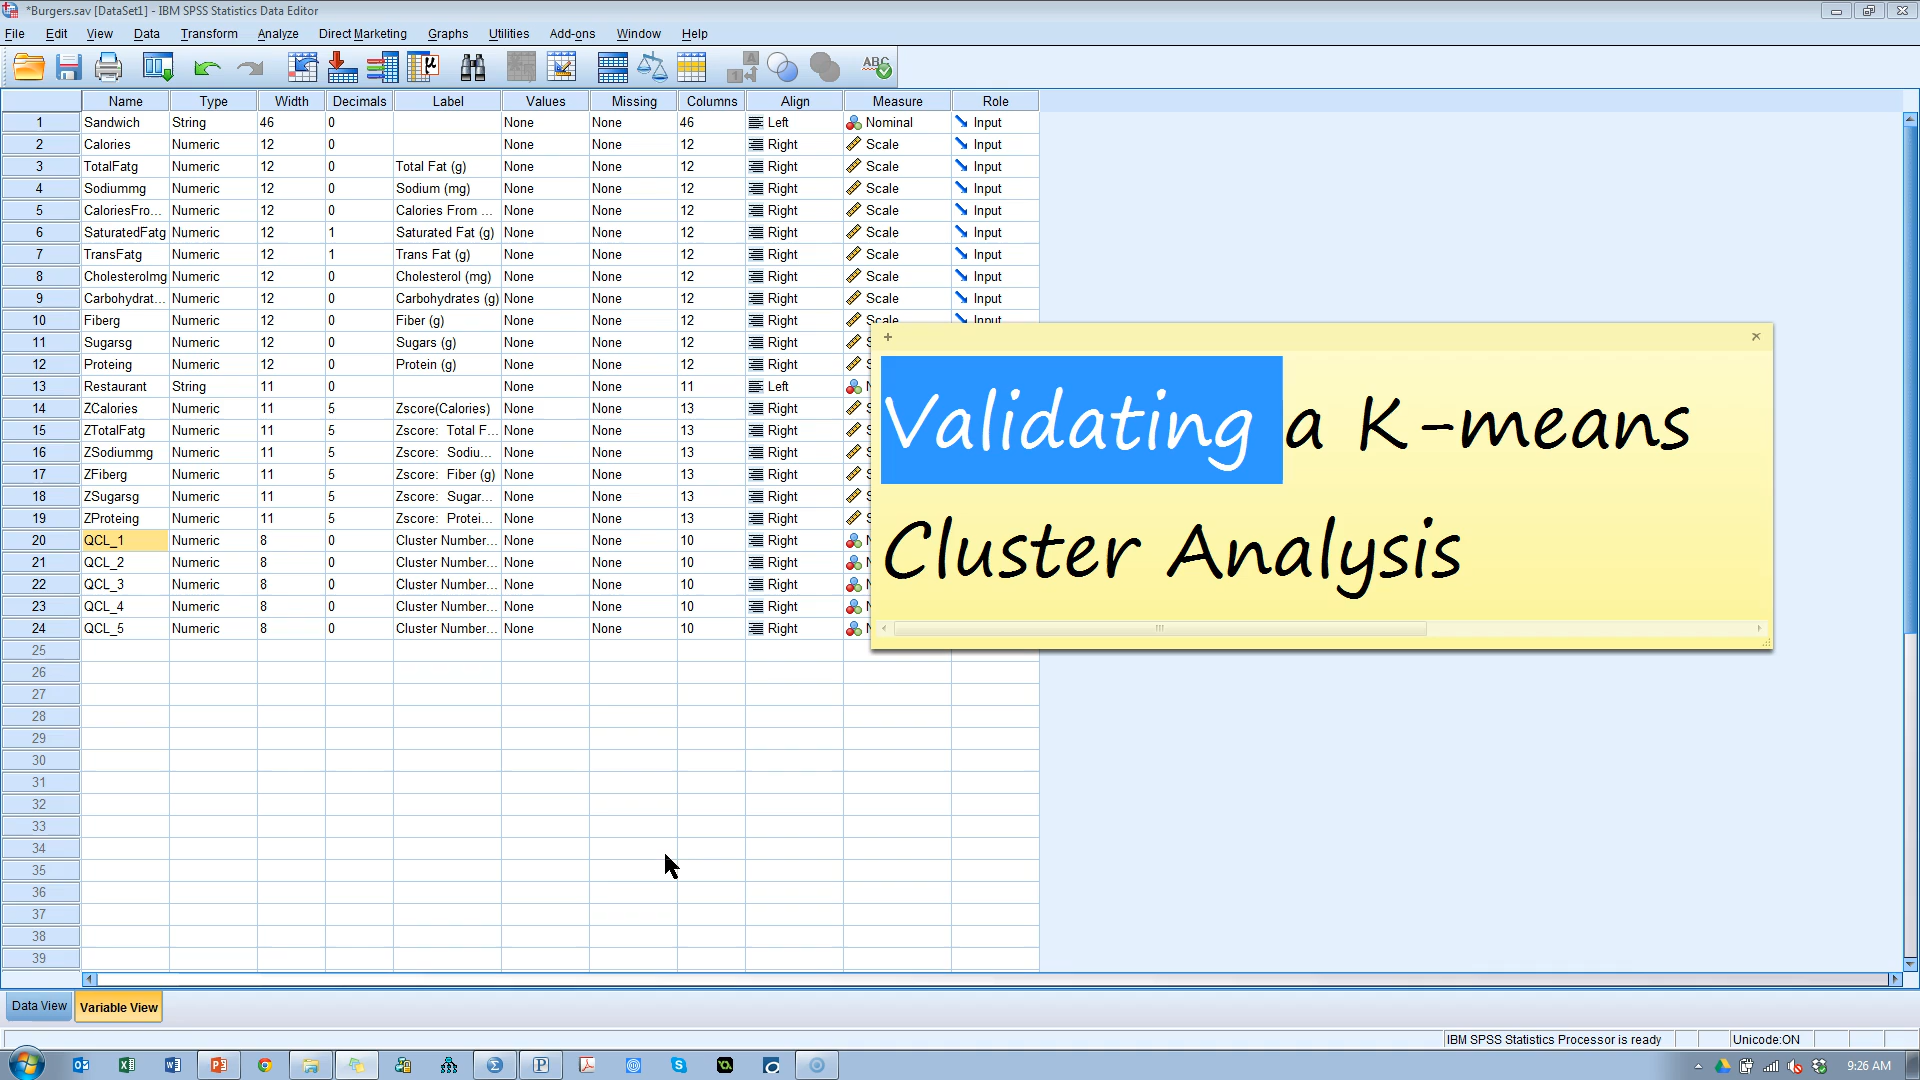 *Burgers.sav [DataSet1] - IBM SPSS Statistics Data Editor
File Edit View Data Transform Analyze Direct Marketing Graphs Utilities Add-ons Window Help
Name Type Width Decimals Label Values Missing Columns Align Measure Role
1 Sandwich String 46 0 None None 46 Left Nominal Input
2 Calories Numeric 12 0 None None 12 Right Scale Input
3 TotalFatg Numeric 12 0 Total Fat (g) None None 12 Right Scale Input
4 Sodiummg Numeric 12 0 Sodium (mg) None None 12 Right Scale Input
5 CaloriesFro... Numeric 12 0 Calories From ... None None 12 Right Scale Input
6 SaturatedFatg Numeric 12 1 Saturated Fat (g) None None 12 Right Scale Input
7 TransFatg Numeric 12 1 Trans Fat (g) None None 12 Right Scale Input
8 Cholesterolmg Numeric 12 0 Cholesterol (mg) None None 12 Right Scale Input
9 Carbohydrat... Numeric 12 0 Carbohydrates (g) None None 12 Right Scale Input
10 Fiberg Numeric 12 0 Fiber (g) None None 12 Right Scale Input
11 Sugarsg Numeric 12 0 Sugars (g) None None 12 Right
12 Proteing Numeric 12 0 Protein (g) None None 12 Right
13 Restaurant String 11 0 None None 11 Left
14 ZCalories Numeric 11 5 Zscore(Calories) None None 13 Right
15 ZTotalFatg Numeric 11 5 Zscore: Total F... None None 13 Right
16 ZSodiummg Numeric 11 5 Zscore: Sodiu... None None 13 Right
17 ZFiberg Numeric 11 5 Zscore: Fiber (g) None None 13 Right
18 ZSugarsg Numeric 11 5 Zscore: Sugar... None None 13 Right
19 ZProteing Numeric 11 5 Zscore: Protei... None None 13 Right
20 QCL_1 Numeric 8 0 Cluster Number... None None 10 Right
21 QCL_2 Numeric 8 0 Cluster Number... None None 10 Right
22 QCL_3 Numeric 8 0 Cluster Number... None None 10 Right
23 QCL_4 Numeric 8 0 Cluster Number... None None 10 Right
24 QCL_5 Numeric 8 0 Cluster Number... None None 10 Right
25
26
27
28
29
30
31
32
33
34
35
36
37
38
39
Validating a K-means
Cluster Analysis
Data View Variable View
IBM SPSS Statistics Processor is ready Unicode:ON
9:26 AM